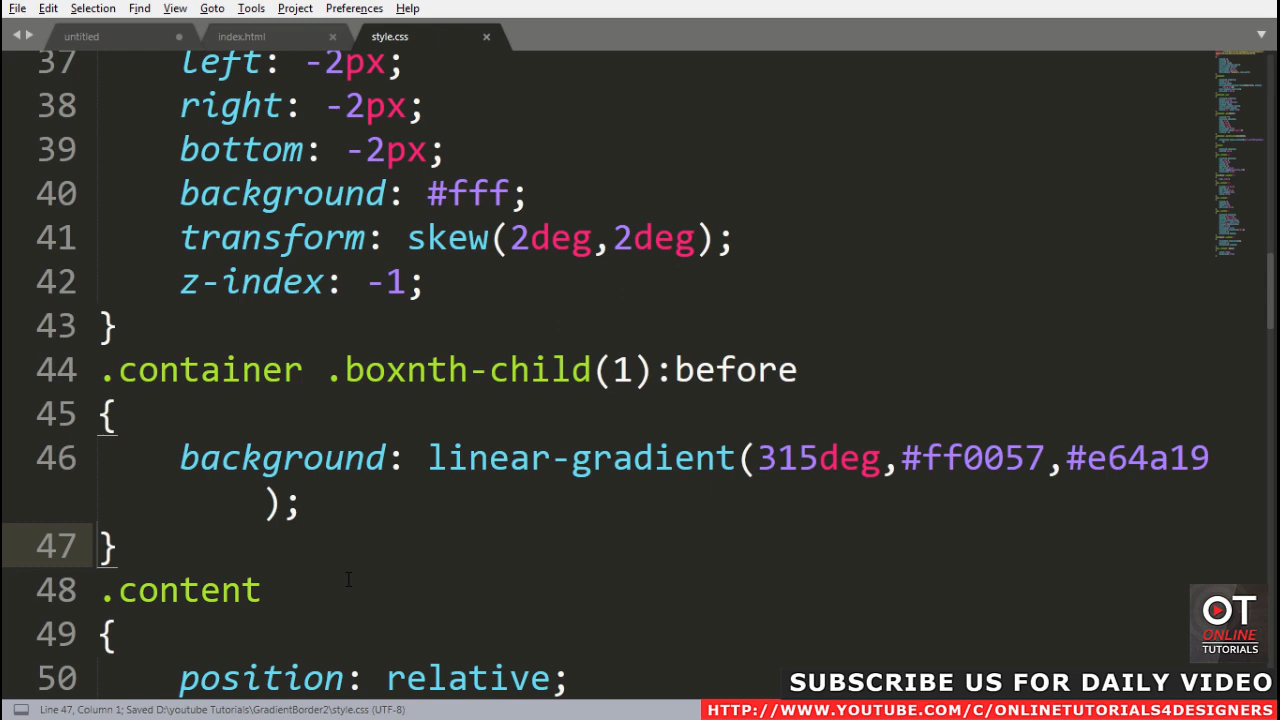 File Edit Selection Find View Goto Tools Project Preferences Help
untitled index.html style.css
37 left: -2px;
38 right: -2px;
39 bottom: -2px;
40 background: #fff;
41 transform: skew(2deg,2deg);
42 z-index: -1;
43 }
44 .container .boxnth-child(1):before
45 {
46 background: linear-gradient(315deg,#ff0057,#e64a19
);
47 }
48 .content
49 {
50 position: relative;
OT
ONLINE
TUTORIALS
SUBSCRIBE US FOR DAILY VIDEO
Line 47, Column 1; Saved D:\youtube Tutorials\GradientBorder2\style.css (UTF-8)
HTTP://WWW.YOUTUBE.COM/C/ONLINETUTORIALS4DESIGNERS